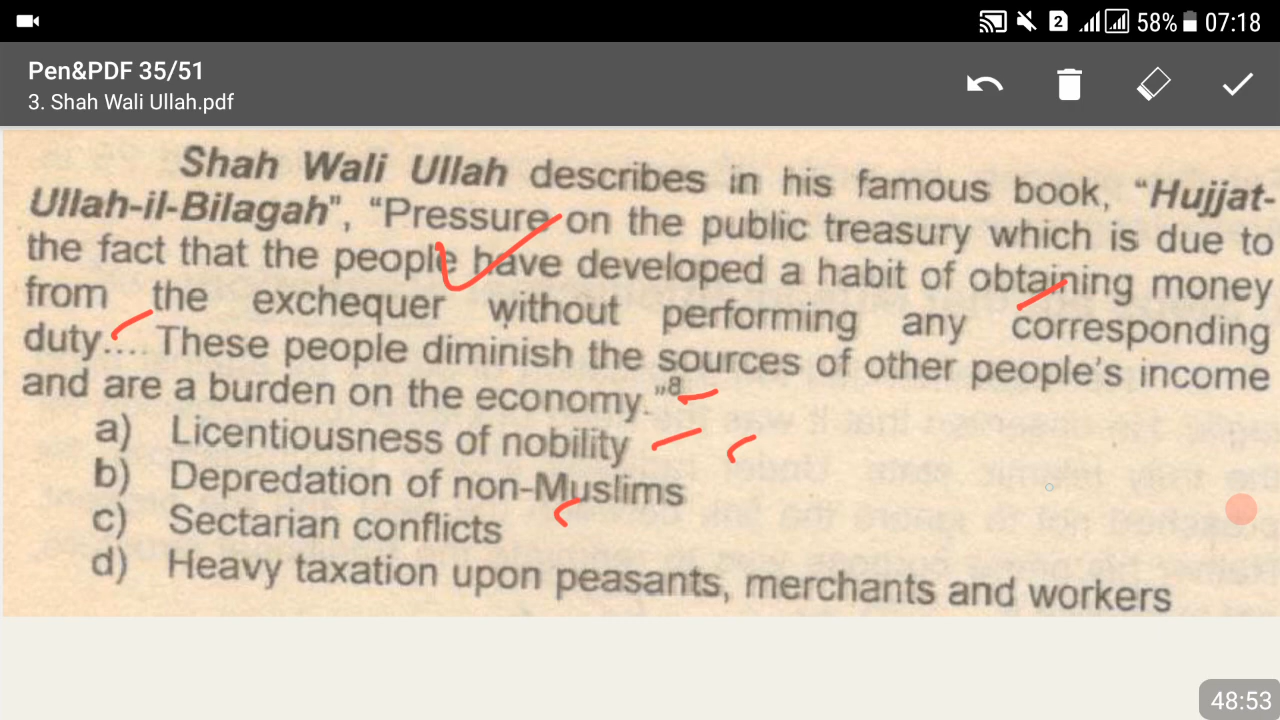 2 58% 07:18
Pen&PDF 35/51
3. Shah Wali Ullah.pdf
Shah Wali Ullah describes in his famous book, "Hujjat-
Ullah-il-Bilagah", "Pressure on the public treasury which is due to
the fact that the people have developed a habit of obtaining money
from the exchequer without performing any corresponding
duty.... These people diminish the sources of other people's income
and are a burden on the economy."8
a) Licentiousness of nobility
b) Depredation of non-Muslims
c) Sectarian conflicts
d) Heavy taxation upon peasants, merchants and workers
48:53